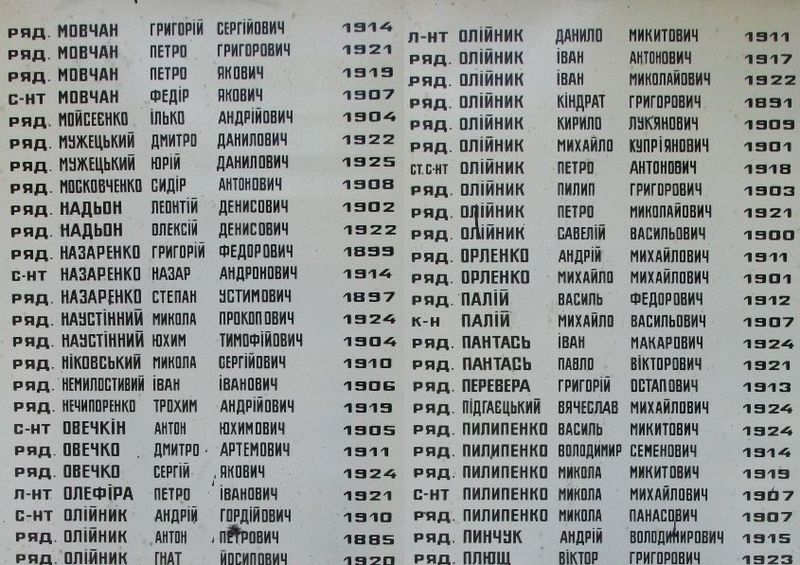 ряд. МОВЧАН ГРИГОРІЙ СЕРГІЙОВИЧ 1914
ряд. МОВЧАН ПЕТРО ГРИГОРОВИЧ 1921
ряд. МОВЧАН ПЕТРО ЯКОВИЧ 1919
с-нт МОВЧАН ФЕДІР ЯКОВИЧ 1907
ряд. МОЙСЕЄНКО ІЛЬКО АНДРІЙОВИЧ 1904
ряд. МУЖЕЦЬКИЙ ДМИТРО ДАНИЛОВИЧ 1922
ряд. МУЖЕЦЬКИЙ ЮРІЙ ДАНИЛОВИЧ 1925
ряд. МОСКОВЧЕНКО СИДІР АНТОНОВИЧ 1908
ряд. НАДЬОН ЛЕОНТІЙ ДЕНИСОВИЧ 1902
ряд. НАДЬОН ОЛЕКСІЙ ДЕНИСОВИЧ 1922
ряд. НАЗАРЕНКО ГРИГОРІЙ ФЕДОРОВИЧ 1899
с-нт НАЗАРЕНКО НАЗАР АНДРОНОВИЧ 1914
ряд. НАЗАРЕНКО СТЕПАН УСТИМОВИЧ 1897
ряд. НАУСТІННИЙ МИКОЛА ПРОКОПОВИЧ 1924
ряд. НАУСТІННИЙ ЮХИМ ТИМОФІЙОВИЧ 1904
ряд. НІКОВСЬКИЙ МИКОЛА СЕРГІЙОВИЧ 1910
ряд. НЕМИЛОСТИВИЙ ІВАН ІВАНОВИЧ 1906
ряд. НЕЧИПОРЕНКО ТРОХИМ АНДРІЙОВИЧ 1919
с-нт ОВЕЧКІН АНТОН ЮХИМОВИЧ 1905
ряд. ОВЕЧКО ДМИТРО АРТЕМОВИЧ 1911
ряд. ОВЕЧКО СЕРГІЙ ЯКОВИЧ 1924
л-нт ОЛЕФІРА ПЕТРО ІВАНОВИЧ 1921
с-нт ОЛІЙНИК АНДРІЙ ГОРДІЙОВИЧ 1910
ряд. ОЛІЙНИК АНТОН ПЕТРОВИЧ 1885
ряд. ОЛІЙНИК ГНАТ ЙОСИПОВИЧ 1920
л-нт ОЛІЙНИК ДАНИЛО МИКИТОВИЧ 1911
ряд. ОЛІЙНИК ІВАН АНТОНОВИЧ 1917
ряд. ОЛІЙНИК ІВАН МИКОЛАЙОВИЧ 1922
ряд. ОЛІЙНИК КІНДРАТ ГРИГОРОВИЧ 1891
ряд. ОЛІЙНИК КИРИЛО ЛУК'ЯНОВИЧ 1909
ряд. ОЛІЙНИК МИХАЙЛО КУПРІЯНОВИЧ 1901
ст. с-нт ОЛІЙНИК ПЕТРО АНТОНОВИЧ 1918
ряд. ОЛІЙНИК ПИЛИП ГРИГОРОВИЧ 1903
ряд. ОЛІЙНИК ПЕТРО МИКОЛАЙОВИЧ 1921
ряд. ОЛІЙНИК САВЕЛІЙ ВАСИЛЬОВИЧ 1900
ряд. ОРЛЕНКО АНДРІЙ МИХАЙЛОВИЧ 1911
ряд. ОРЛЕНКО МИХАЙЛО МИХАЙЛОВИЧ 1901
ряд. ПАЛІЙ ВАСИЛЬ ФЕДОРОВИЧ 1912
к-н ПАЛІЙ МИХАЙЛО ВАСИЛЬОВИЧ 1907
ряд. ПАНТАСЬ ІВАН МАКАРОВИЧ 1924
ряд. ПАНТАСЬ ПАВЛО ВІКТОРОВИЧ 1921
ряд. ПЕРЕВЕРА ГРИГОРІЙ ОСТАПОВИЧ 1913
ряд. ПІДГАЄЦЬКИЙ ВЯЧЕСЛАВ МИХАЙЛОВИЧ 1924
ряд. ПИЛИПЕНКО ВАСИЛЬ МИКИТОВИЧ 1924
ряд. ПИЛИПЕНКО ВОЛОДИМИР СЕМЕНОВИЧ 1914
ряд. ПИЛИПЕНКО МИКОЛА МИКИТОВИЧ 1919
с-нт ПИЛИПЕНКО МИКОЛА МИХАЙЛОВИЧ 1907
ряд. ПИЛИПЕНКО МИКОЛА ПАНАСОВИЧ 1907
ряд. ПИНЧУК АНДРІЙ ВОЛОДИМИРОВИЧ 1915
ряд. ПЛЮЩ ВІКТОР ГРИГОРОВИЧ 1923